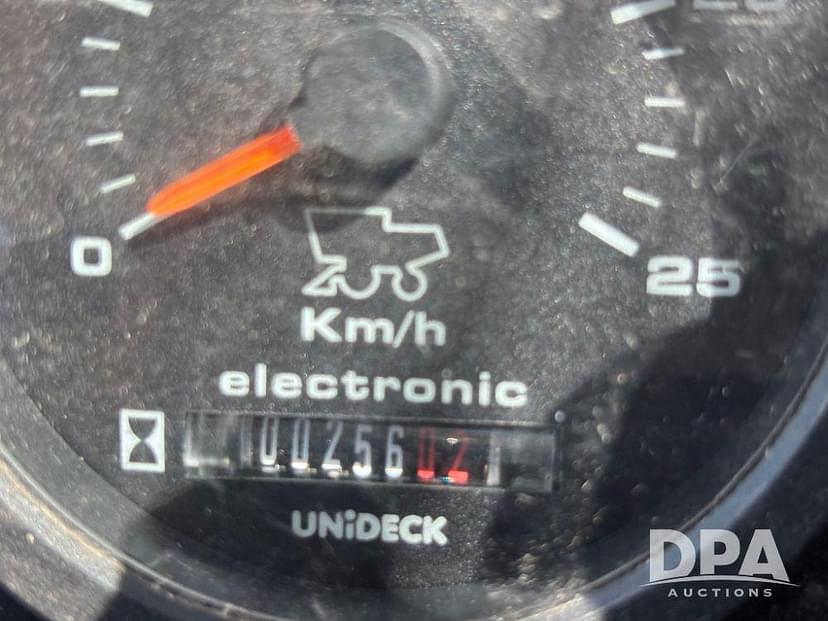 0
25
Km/h
electronic
0025602
UNiDECK
DPA
AUCTIONS